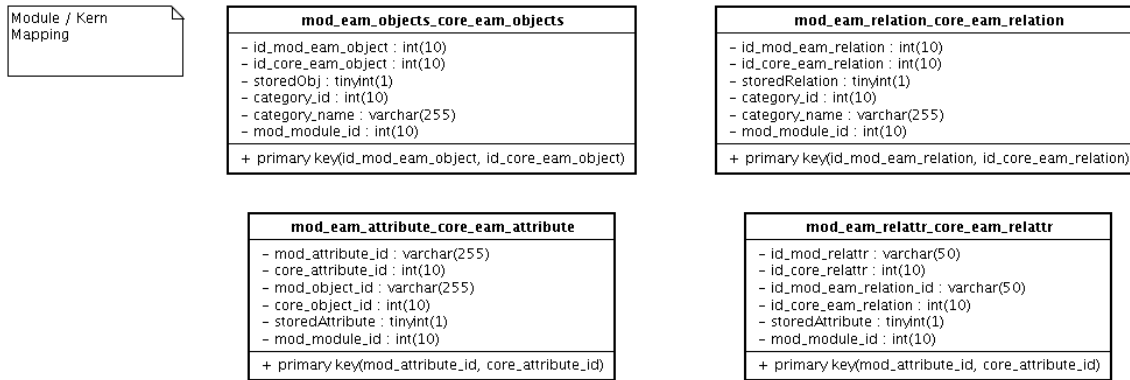 Module / Kern
Mapping
mod_eam_objects_core_eam_objects
- id_mod_eam_object : int(10)
- id_core_eam_object : int(10)
- storedObj : tinyint(1)
- category_id : int(10)
- category_name : varchar(255)
- mod_module_id : int(10)
+ primary key(id_mod_eam_object, id_core_eam_object)
mod_eam_relation_core_eam_relation
- id_mod_eam_relation : int(10)
- id_core_eam_relation : int(10)
- storedRelation : tinyint(1)
- category_id : int(10)
- category_name : varchar(255)
- mod_module_id : int(10)
+ primary key(id_mod_eam_relation, id_core_eam_relation)
mod_eam_attribute_core_eam_attribute
- mod_attribute_id : varchar(255)
- core_attribute_id : int(10)
- mod_object_id : varchar(255)
- core_object_id : int(10)
- storedAttribute : tinyint(1)
- mod_module_id : int(10)
+ primary key(mod_attribute_id, core_attribute_id)
mod_eam_relattr_core_eam_relattr
- id_mod_relattr : varchar(50)
- id_core_relattr : int(10)
- id_mod_eam_relation_id : varchar(50)
- id_core_eam_relation : int(10)
- storedAttribute : tinyint(1)
- mod_module_id : int(10)
+ primary key(mod_attribute_id, core_attribute_id)